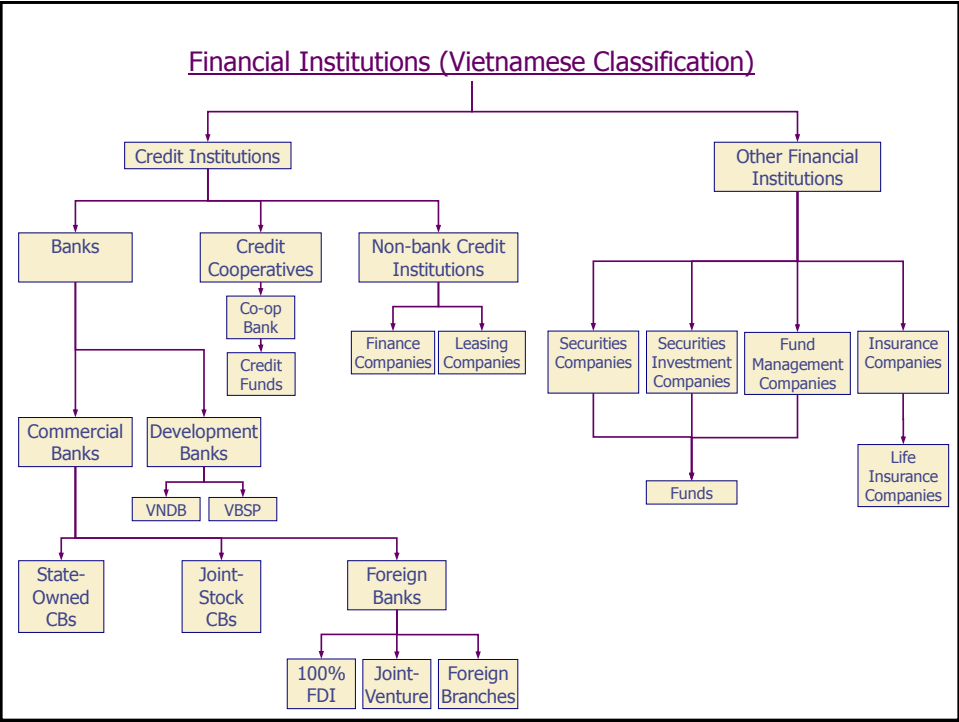 Financial Institutions (Vietnamese Classification)
Credit Institutions
Other Financial
Institutions
Banks
Credit
Cooperatives
Non-bank Credit
Institutions
Co-op
Bank
Credit
Funds
Finance
Companies
Leasing
Companies
Securities
Companies
Securities
Investment
Companies
Fund
Management
Companies
Insurance
Companies
Commercial
Banks
Development
Banks
Life
Insurance
Companies
Funds
VNDB
VBSP
State-
Owned
CBs
Joint-
Stock
CBs
Foreign
Banks
100%
FDI
Joint-
Venture
Foreign
Branches